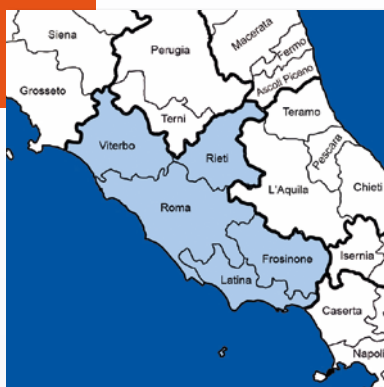 Siena
Perugia
Macerata
Fermo
Ascoli Piceno
Grosseto
Terni
Teramo
Viterbo
Rieti
Pescara
L'Aquila
Chieti
Roma
Frosinone
Isernia
Latina
Caserta
Napoli